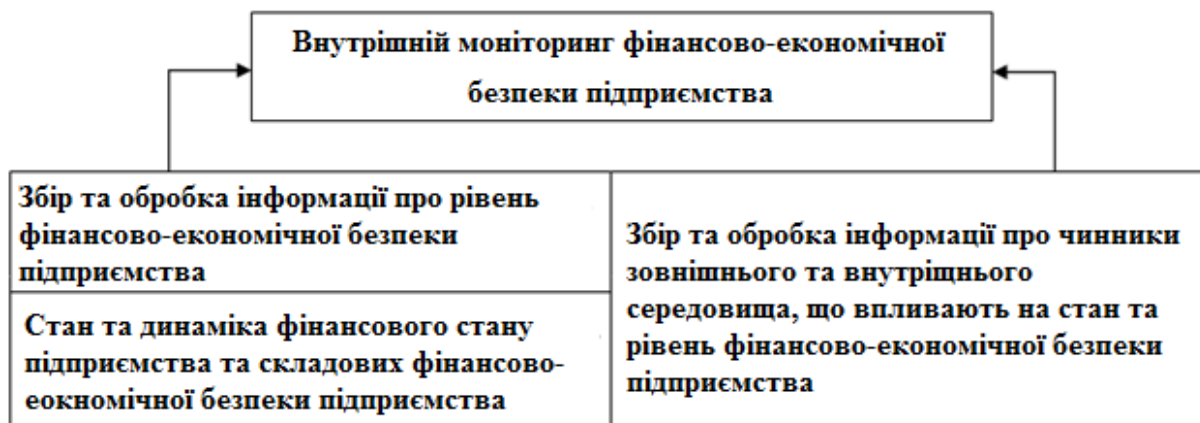 Внутрішній моніторинг фінансово-економічної
безпеки підприємства
Збір та обробка інформації про рівень
фінансово-економічної безпеки
підприємства
Стан та динаміка фінансового стану
підприємства та складових фінансово-
еокномічної безпеки підприємства
Збір та обробка інформації про чинники
зовнішнього та внутріщнього
середовища, що впливають на стан та
рівень фінансово-економічної безпеки
підприємства